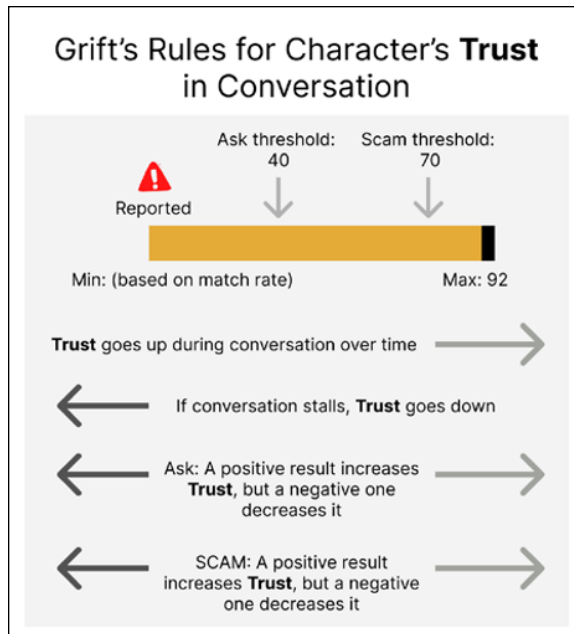 Grift's Rules for Character's Trust
in Conversation
Ask threshold:
40
Scam threshold:
70
Reported
Min: (based on match rate)
Max: 92
Trust goes up during conversation over time
If conversation stalls, Trust goes down
Ask: A positive result increases
Trust, but a negative one
decreases it
SCAM: A positive result
increases Trust, but a negative
one decreases it